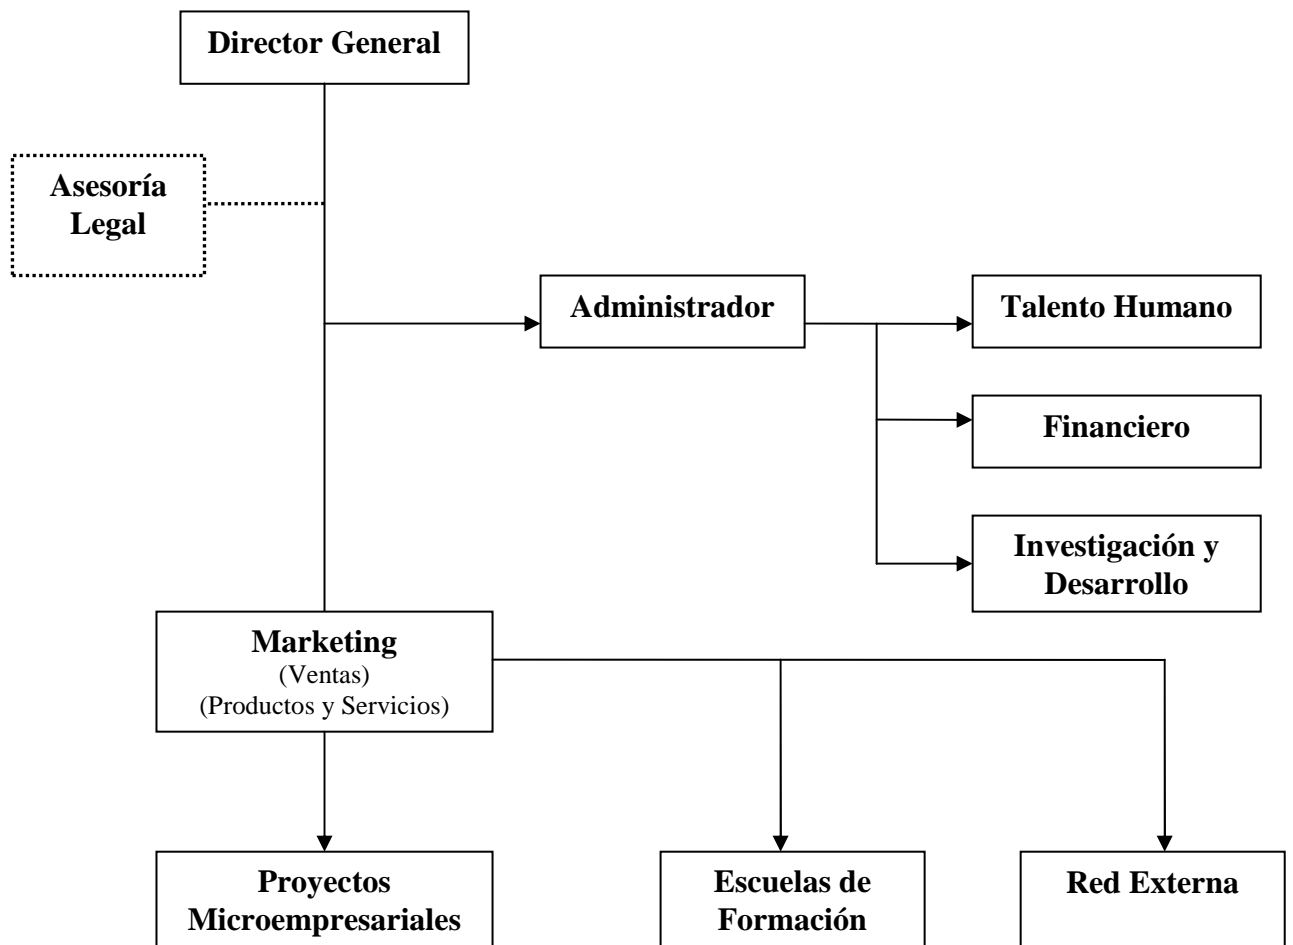 Director General
Asesoría
Legal
Administrador
Talento Humano
Financiero
Investigación y
Desarrollo
Marketing
(Ventas)
(Productos y Servicios)
Proyectos
Microempresariales
Escuelas de
Formación
Red Externa